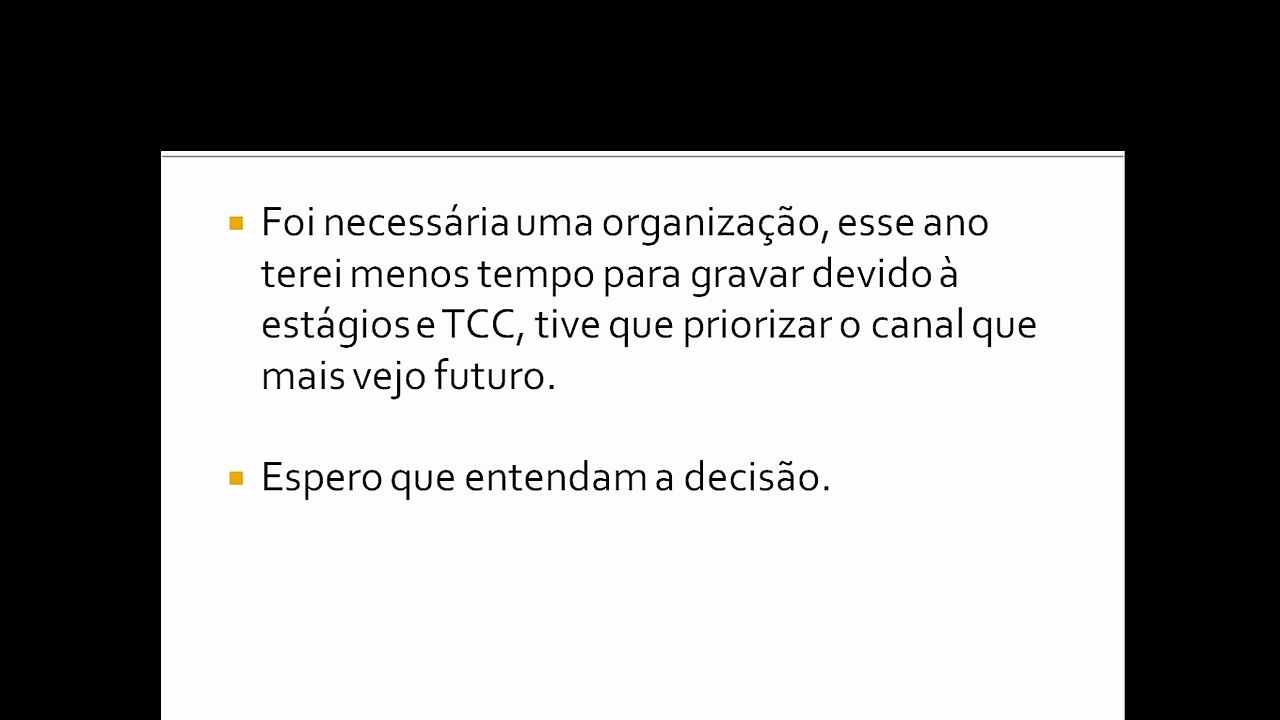 Foi necessária uma organização, esse ano
terei menos tempo para gravar devido à
estágios e TCC, tive que priorizar o canal que
mais vejo futuro.
Espero que entendam a decisão.